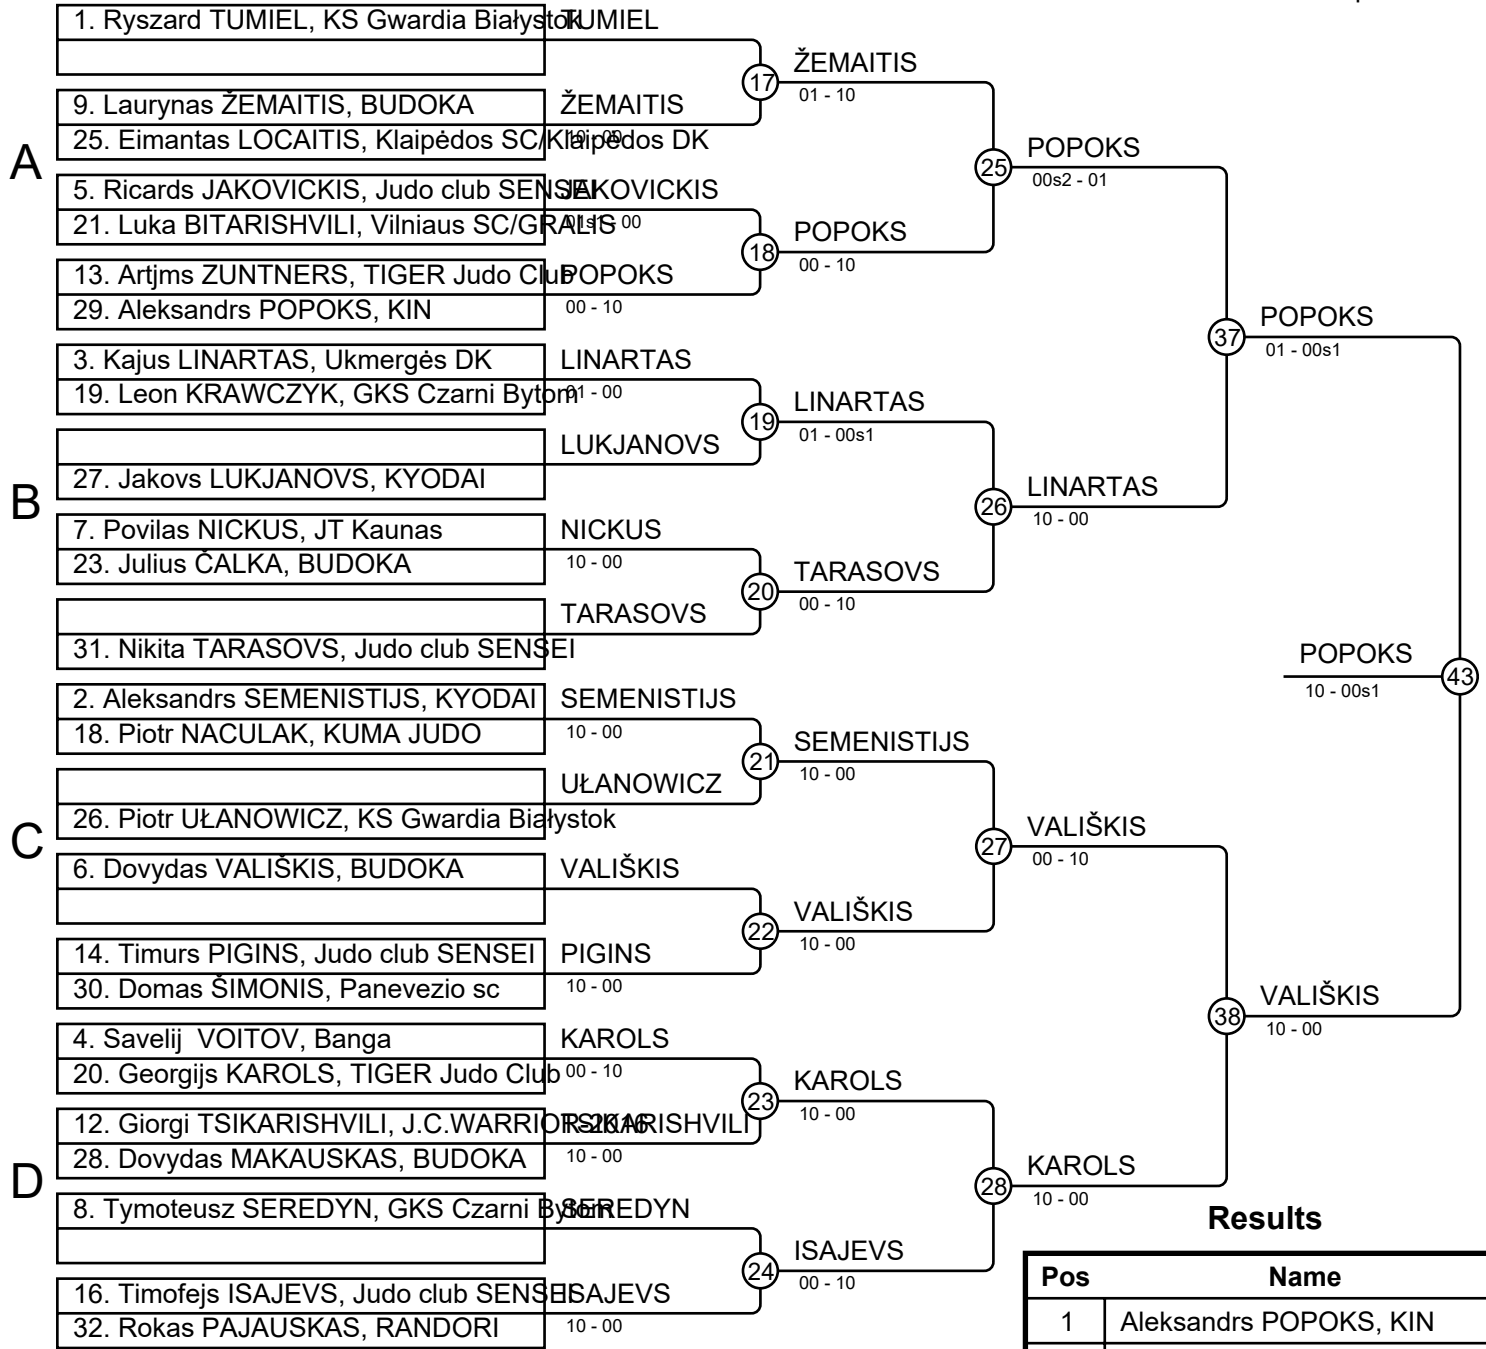 1. Ryszard TUMIEL, KS Gwardia Białystok
TUMIEL
17
ŽEMAITIS
01 - 10
9. Laurynas ŽEMAITIS, BUDOKA
ŽEMAITIS
25. Eimantas LOCAITIS, Klaipėdos SC/Klaipėdos DK
10 - 00
A
25
POPOKS
00s2 - 01
5. Ricards JAKOVICKIS, Judo club SENSEI
JAKOVICKIS
21. Luka BITARISHVILI, Vilniaus SC/GRALIS
01s1 - 00
18
POPOKS
00 - 10
13. Artjms ZUNTNERS, TIGER Judo Club
POPOKS
29. Aleksandrs POPOKS, KIN
00 - 10
37
POPOKS
01 - 00s1
3. Kajus LINARTAS, Ukmergės DK
LINARTAS
19. Leon KRAWCZYK, GKS Czarni Bytom
01 - 00
19
LINARTAS
01 - 00s1
LUKJANOVS
27. Jakovs LUKJANOVS, KYODAI
B
26
LINARTAS
10 - 00
7. Povilas NICKUS, JT Kaunas
NICKUS
23. Julius ČALKA, BUDOKA
10 - 00
20
TARASOVS
00 - 10
TARASOVS
31. Nikita TARASOVS, Judo club SENSEI
POPOKS
43
10 - 00s1
2. Aleksandrs SEMENISTIJS, KYODAI
SEMENISTIJS
18. Piotr NACULAK, KUMA JUDO
10 - 00
21
SEMENISTIJS
10 - 00
UŁANOWICZ
26. Piotr UŁANOWICZ, KS Gwardia Białystok
C
27
VALIŠKIS
00 - 10
6. Dovydas VALIŠKIS, BUDOKA
VALIŠKIS
22
VALIŠKIS
10 - 00
14. Timurs PIGINS, Judo club SENSEI
PIGINS
30. Domas ŠIMONIS, Panevezio sc
10 - 00
38
VALIŠKIS
10 - 00
4. Savelij  VOITOV, Banga
KAROLS
20. Georgijs KAROLS, TIGER Judo Club
00 - 10
23
KAROLS
10 - 00
12. Giorgi TSIKARISHVILI, J.C.WARRIOR-2016
TSIKARISHVILI
28. Dovydas MAKAUSKAS, BUDOKA
10 - 00
D
28
KAROLS
10 - 00
8. Tymoteusz SEREDYN, GKS Czarni Bytom
SEREDYN
24
ISAJEVS
00 - 10
16. Timofejs ISAJEVS, Judo club SENSEI
ISAJEVS
32. Rokas PAJAUSKAS, RANDORI
10 - 00
Results
Pos Name
1 Aleksandrs POPOKS, KIN